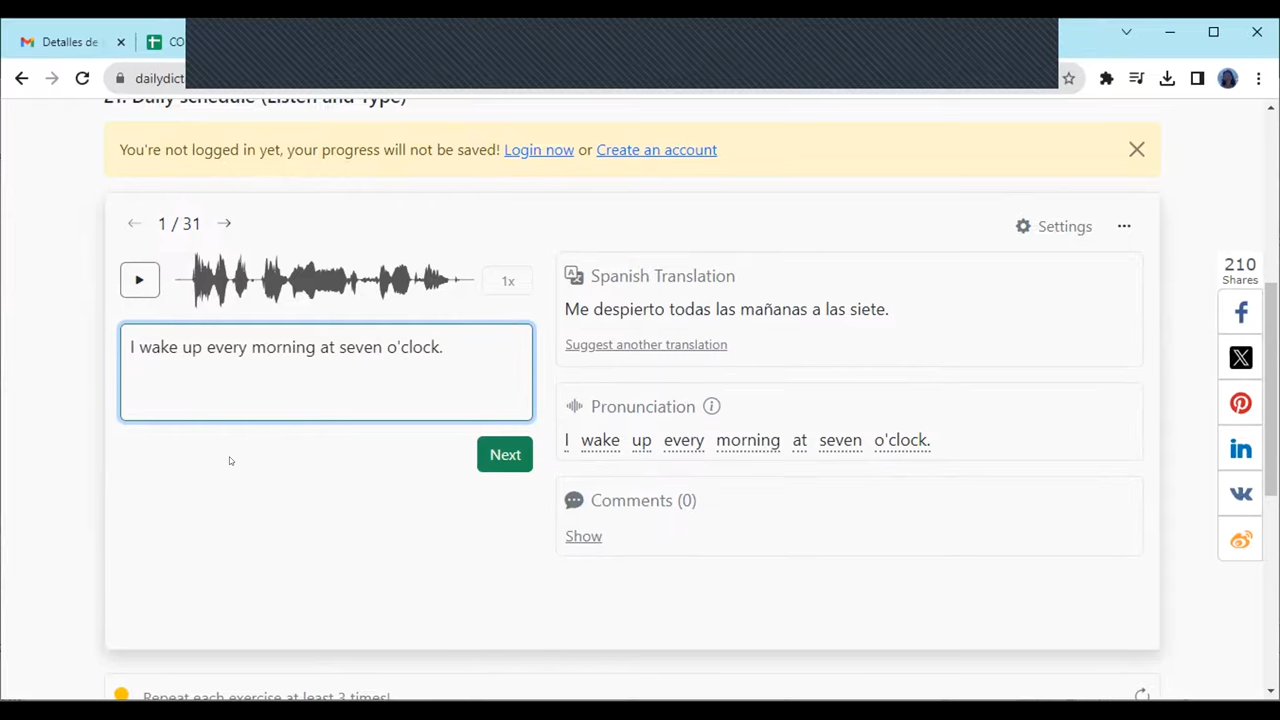 Detalles de
CO
dailydict
21. Daily schedule (Listen and Type)
You're not logged in yet, your progress will not be saved! Login now or Create an account
1 / 31
Settings
1x
I wake up every morning at seven o'clock.
Next
Spanish Translation
Me despierto todas las mañanas a las siete.
Suggest another translation
Pronunciation
I wake up every morning at seven o'clock.
Comments (0)
Show
210
Shares
Repeat each exercise at least 3 times!